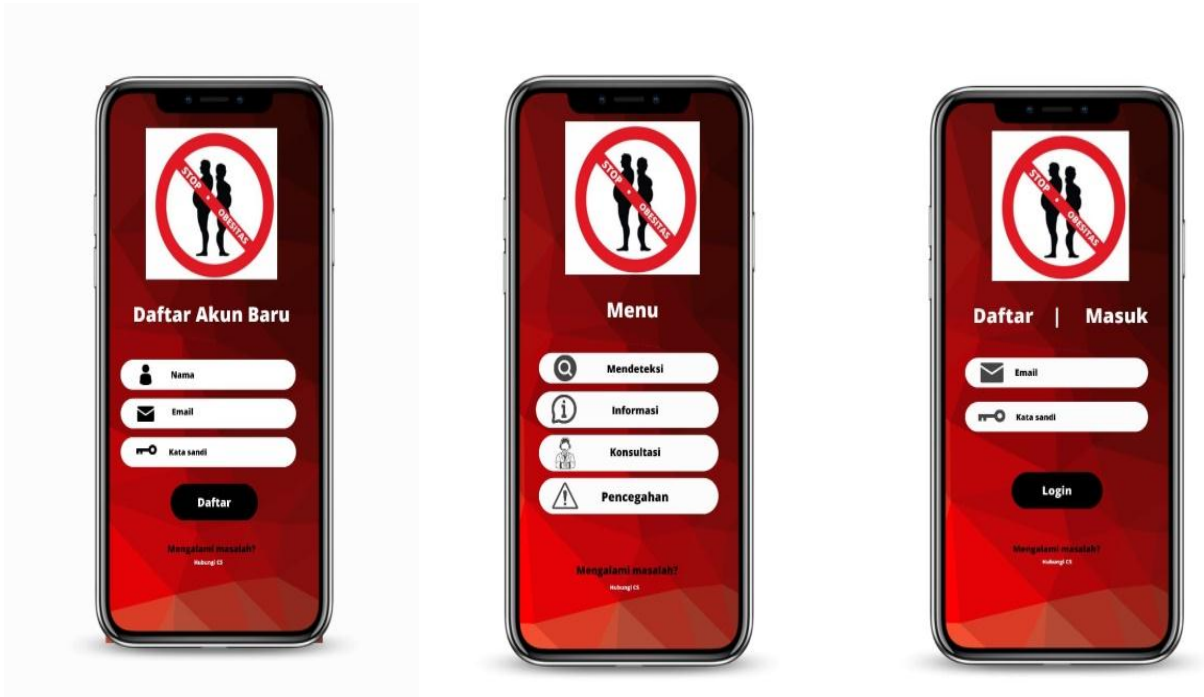 STOP OBESITAS
Daftar Akun Baru
Nama
Email
Kata sandi
Daftar
Mengalami masalah?
Hubungi CS
STOP OBESITAS
Menu
Mendeteksi
Informasi
Konsultasi
Pencegahan
Mengalami masalah?
Hubungi CS
STOP OBESITAS
Daftar | Masuk
Email
Kata sandi
Login
Mengalami masalah?
Hubungi CS